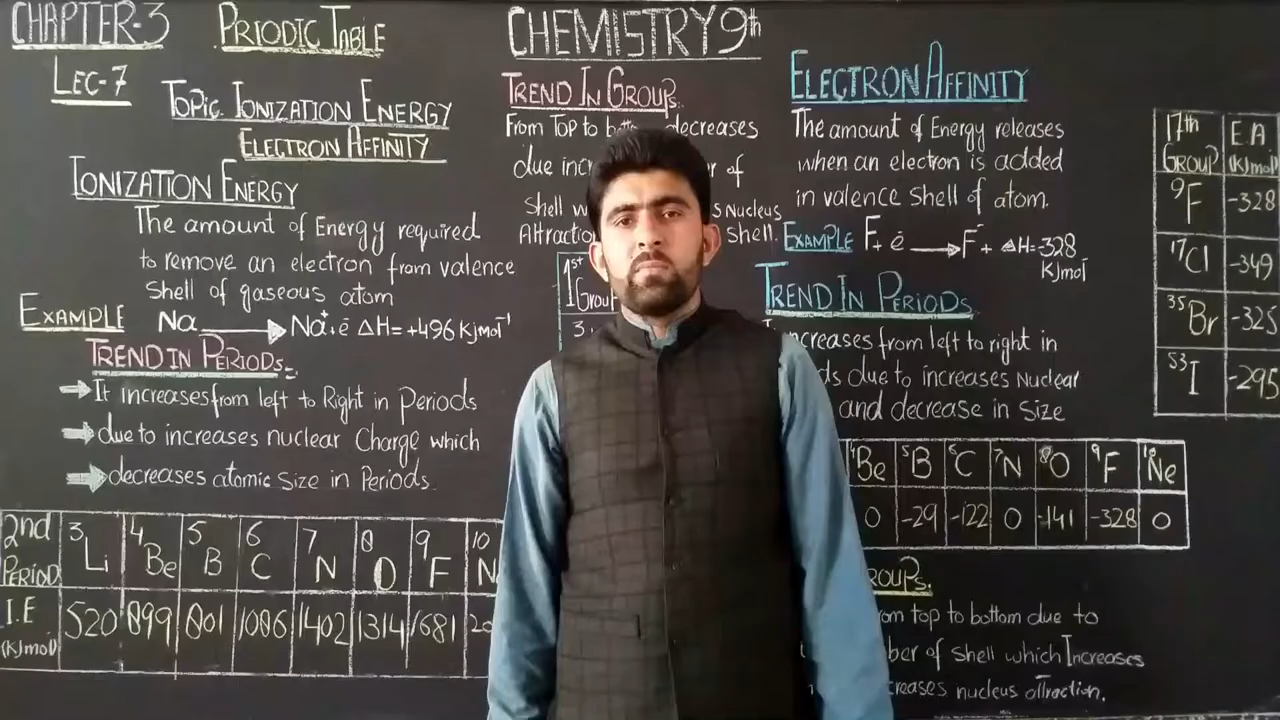 CHAPTER-3
PRIODIC TABLE
CHEMISTRY 9th
LEC-7
TOPIC. IONIZATION ENERGY
ELECTRON AFFINITY
IONIZATION ENERGY
The amount of Energy required
to remove an electron from valence
Shell of gaseous atom
EXAMPLE Na → Na⁺ + ē ΔH = +496 KJmol⁻¹
TREND IN PERIODS.
⇒ It increases from left to Right in Periods
⇒ due to increases nuclear Charge which
⇒ decreases atomic Size in Periods.
2nd PERIOD 3 Li 4 Be 5 B 6 C 7 N 8 O 9 F 10 N
I.E (KJmol) 520 899 801 1086 1402 1314 1681 20
TREND IN GROUPS.
From Top to decreases
due of
Shell Nucleus
Shell.
1st
Group
3
ELECTRON AFFINITY
The amount of Energy releases
when an electron is added
in valence Shell of atom.
EXAMPLE F + ē → F⁻ + ΔH = -328
KJmol⁻
TREND IN PERIODS
creases from left to right in
ds due to increases Nuclear
and decrease in Size
4 Be 5 B 6 C 7 N 8 O 9 F 10 Ne
0 -29 -122 0 -141 -328 0
ROUPS.
om top to bottom due to
ber of Shell which Increases
creases nucleus attraction.
17th GROUP E.A (KJmol
9 F -328
17 Cl -349
35 Br -325
53 I -295